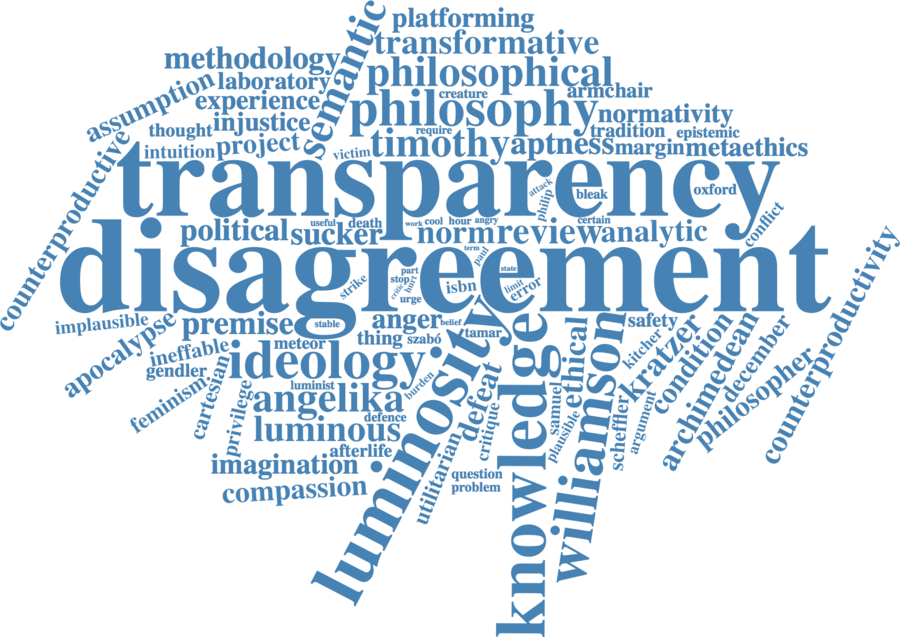 platforming
transformative
semantic
methodology
philosophical
laboratory
armchair
assumption
experience
creature
philosophy
normativity
injustice
thought
require
tradition
epistemic
intuition
project
victim
timothy
aptness
margin
metaethics
counterproductive
transparency
attack
philip
bleak
oxford
conflict
political
sucker
useful
death
work
cool
hour
angry
certain
norm
review
analytic
disagreement
term
paul
state
strike
part
stop
critic
hurt
urge
isbn
limit
error
implausible
apocalypse
premise
stable
anger
belief
tamar
safety
kitcher
counterproductivity
meteor
thing
szabó
ineffable
gendler
ideology
feminism
cartesian
privilege
luminist
burden
angelika
defence
luminous
afterlife
imagination
compassion
luminosity
utilitarian
defeat
critique
question
problem
knowledge
samuel
plausible
ethical
williamson
scheffler
argument
kratzer
condition
archimedean
december
philosopher